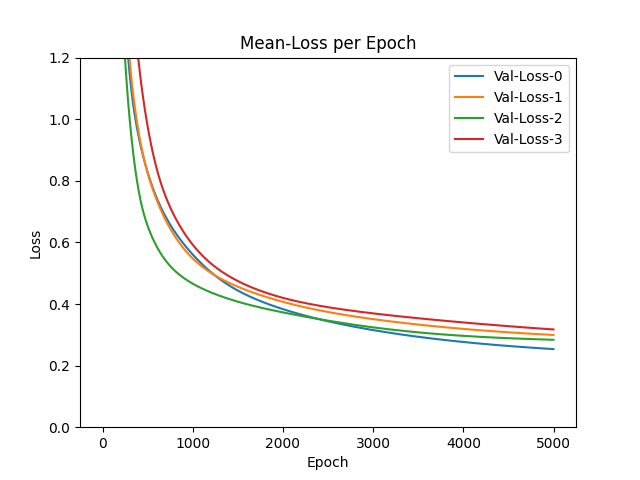 Mean-Loss per Epoch
Loss
1.2
1.0
0.8
0.6
0.4
0.2
0.0
Val-Loss-0
Val-Loss-1
Val-Loss-2
Val-Loss-3
0 1000 2000 3000 4000 5000
Epoch